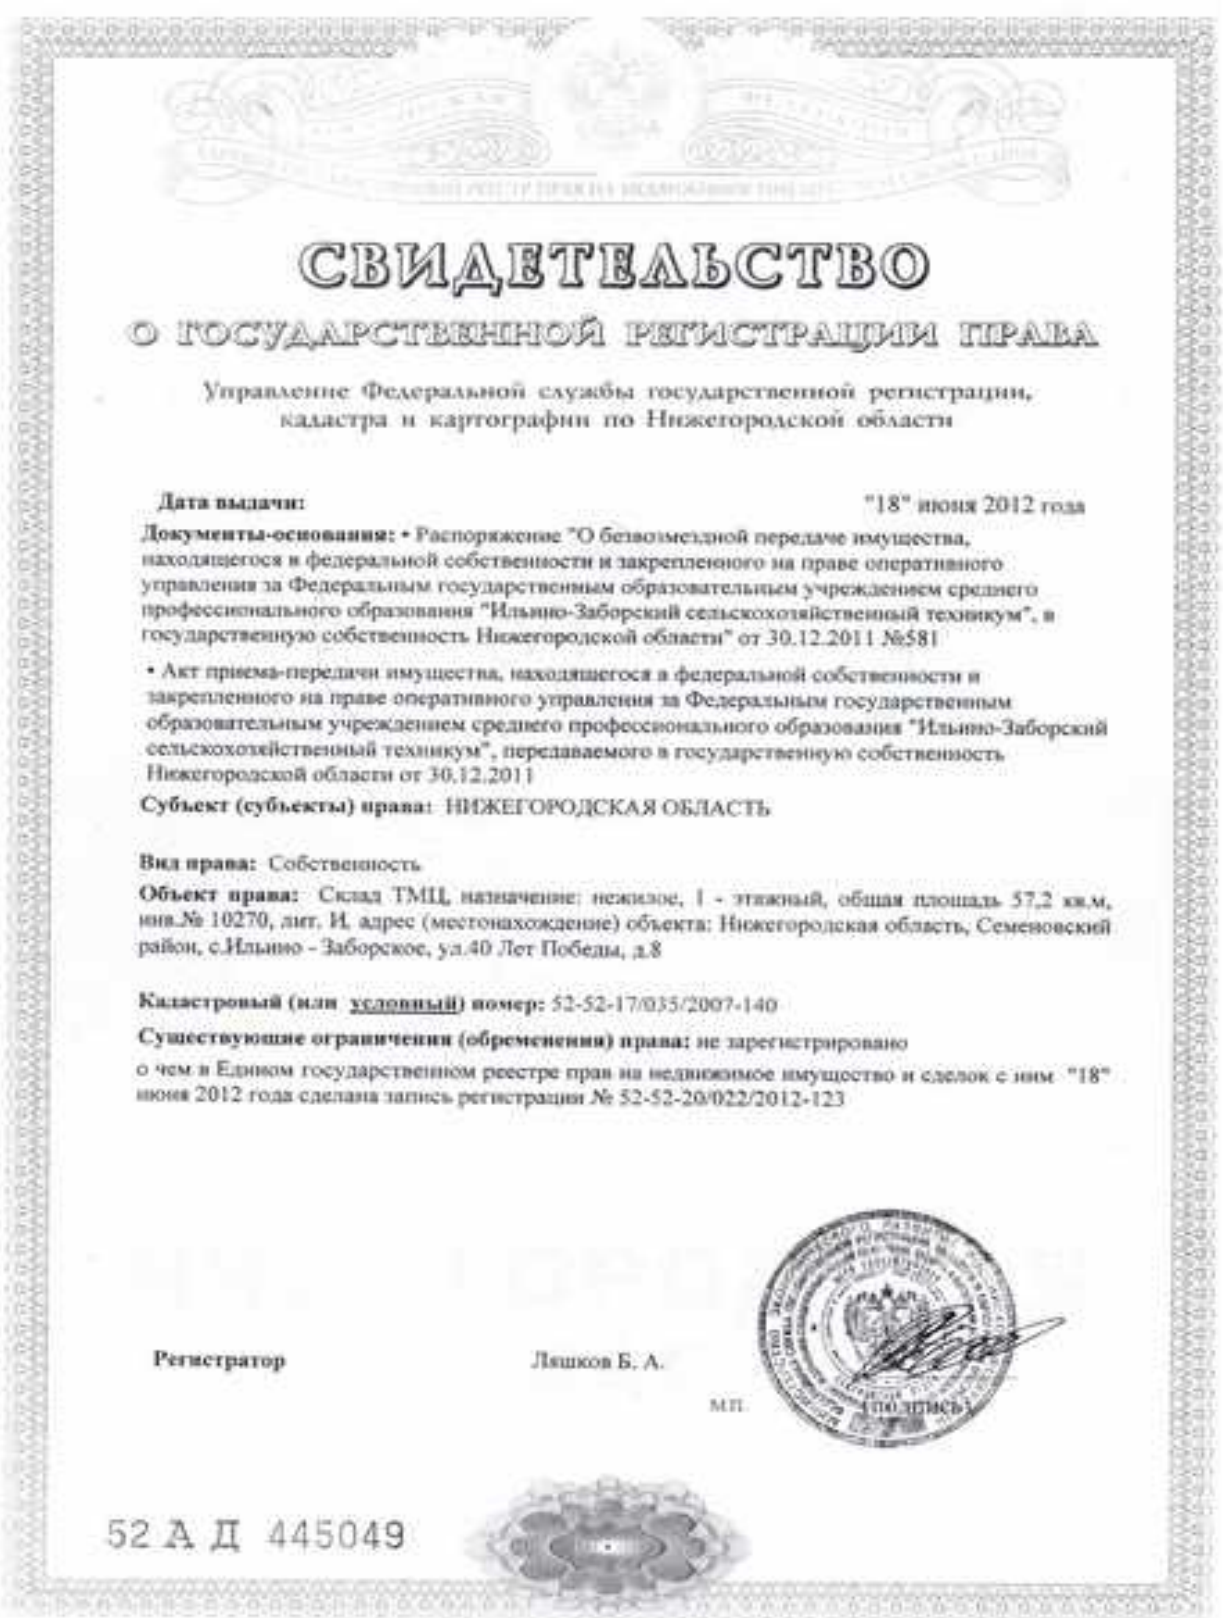 СВИДЕТЕЛЬСТВО
О ГОСУДАРСТВЕННОЙ РЕГИСТРАЦИИ ПРАВА
Управление Федеральной службы государственной регистрации,
кадастра и картографии по Нижегородской области
Дата выдачи: "18" июня 2012 года
Документы-основания: • Распоряжение "О безвозмездной передаче имущества,
находящегося в федеральной собственности и закрепленного на праве оперативного
управления за Федеральным государственным образовательным учреждением среднего
профессионального образования "Ильино-Заборский сельскохозяйственный техникум", в
государственную собственность Нижегородской области" от 30.12.2011 №581
• Акт приема-передачи имущества, находящегося в федеральной собственности и
закрепленного на праве оперативного управления за Федеральным государственным
образовательным учреждением среднего профессионального образования "Ильино-Заборский
сельскохозяйственный техникум", передаваемого в государственную собственность
Нижегородской области от 30.12.2011
Субъект (субъекты) права: НИЖЕГОРОДСКАЯ ОБЛАСТЬ
Вид права: Собственность
Объект права: Склад ТМЦ, назначение: нежилое, 1 - этажный, общая площадь 57,2 кв.м,
инв.№ 10270, лит. И, адрес (местонахождение) объекта: Нижегородская область, Семеновский
район, с.Ильино - Заборское, ул.40 Лет Победы, д.8
Кадастровый (или условный) номер: 52-52-17/035/2007-140
Существующие ограничения (обременения) права: не зарегистрировано
о чем в Едином государственном реестре прав на недвижимое имущество и сделок с ним "18"
июня 2012 года сделана запись регистрации № 52-52-20/022/2012-123
Регистратор Ляшков Б. А.
М.П. (подпись)
52 АД 445049